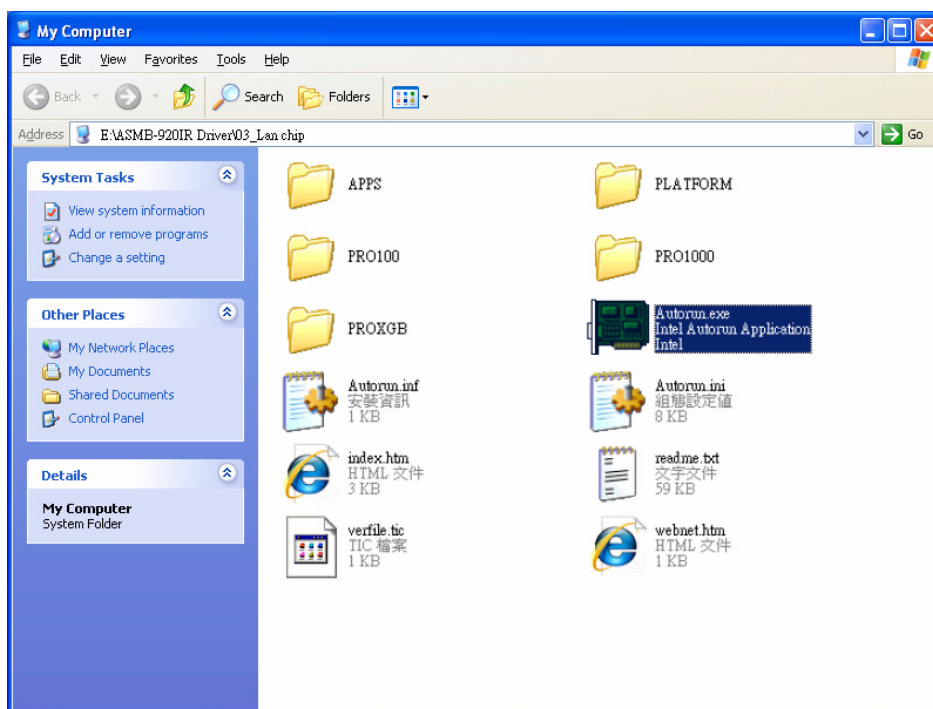 My Computer
File Edit View Favorites Tools Help
Back Search Folders
Address E:\ASMB-920IR Driver\03_Lan chip Go
System Tasks
View system information
Add or remove programs
Change a setting
Other Places
My Network Places
My Documents
Shared Documents
Control Panel
Details
My Computer
System Folder
APPS
PLATFORM
PRO100
PRO1000
PROXGB
Autorun.exe
Intel Autorun Application
Intel
Autorun.inf
安裝資訊
1 KB
Autorun.ini
組態設定值
8 KB
index.htm
HTML 文件
3 KB
readme.txt
文字文件
59 KB
verfile.tic
TIC 檔案
1 KB
webnet.htm
HTML 文件
1 KB